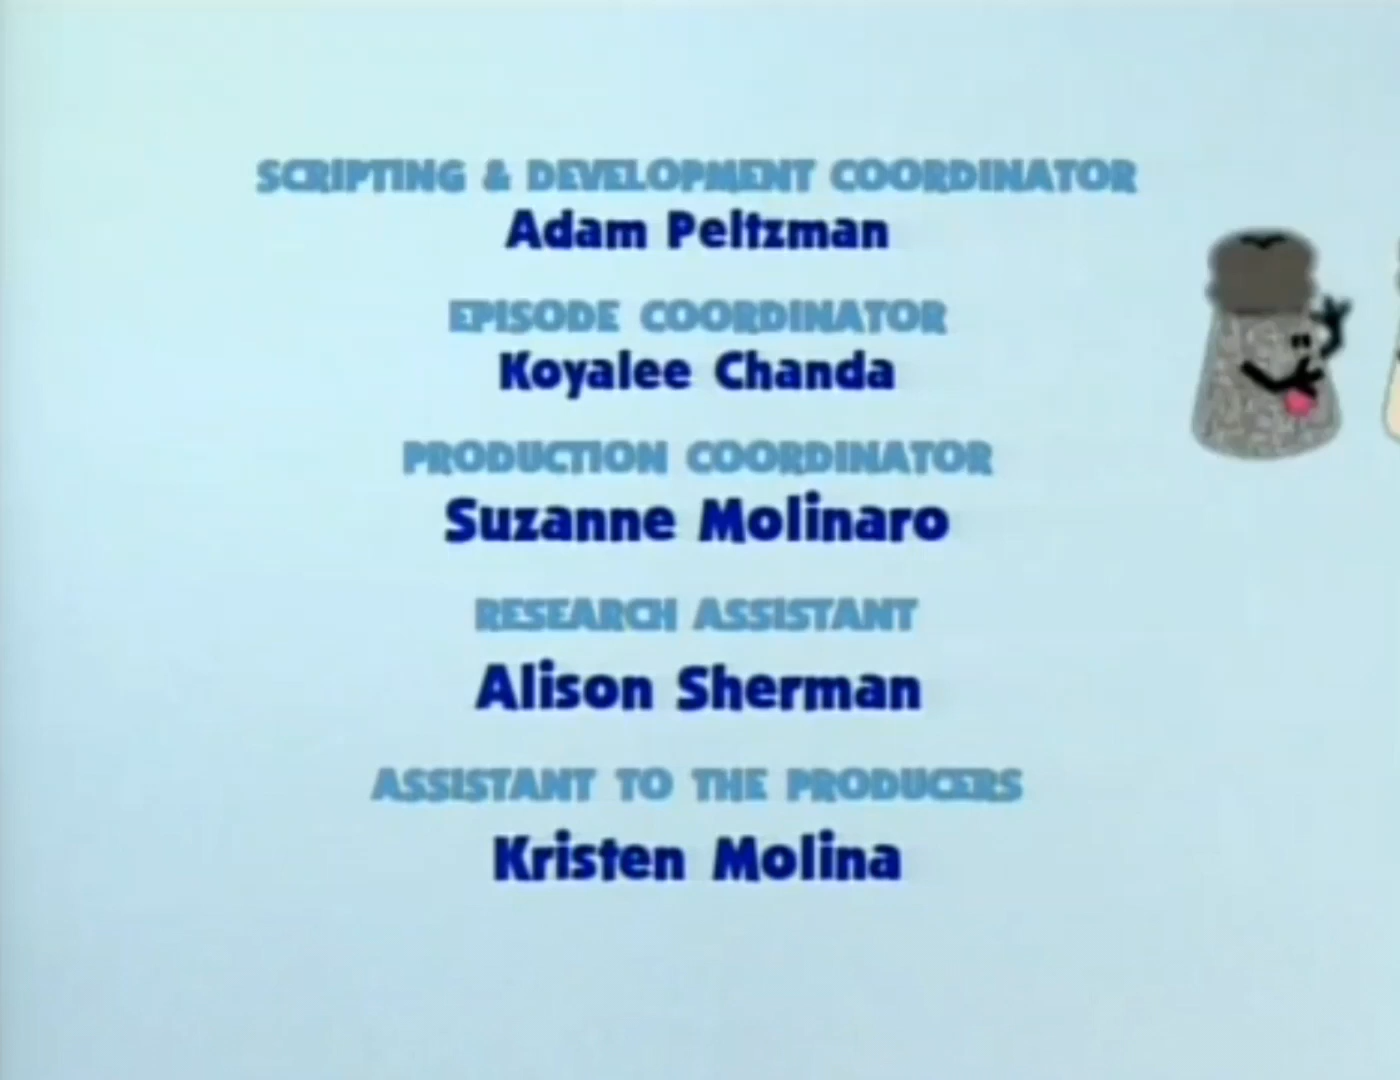 SCRIPTING & DEVELOPMENT COORDINATOR
Adam Peltzman
EPISODE COORDINATOR
Koyalee Chanda
PRODUCTION COORDINATOR
Suzanne Molinaro
RESEARCH ASSISTANT
Alison Sherman
ASSISTANT TO THE PRODUCERS
Kristen Molina